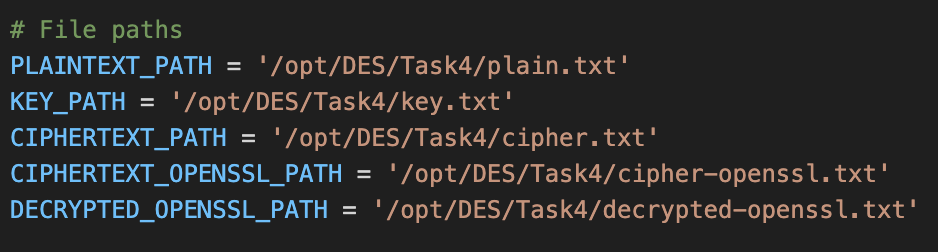 # File paths
PLAINTEXT_PATH = '/opt/DES/Task4/plain.txt'
KEY_PATH = '/opt/DES/Task4/key.txt'
CIPHERTEXT_PATH = '/opt/DES/Task4/cipher.txt'
CIPHERTEXT_OPENSSL_PATH = '/opt/DES/Task4/cipher-openssl.txt'
DECRYPTED_OPENSSL_PATH = '/opt/DES/Task4/decrypted-openssl.txt'